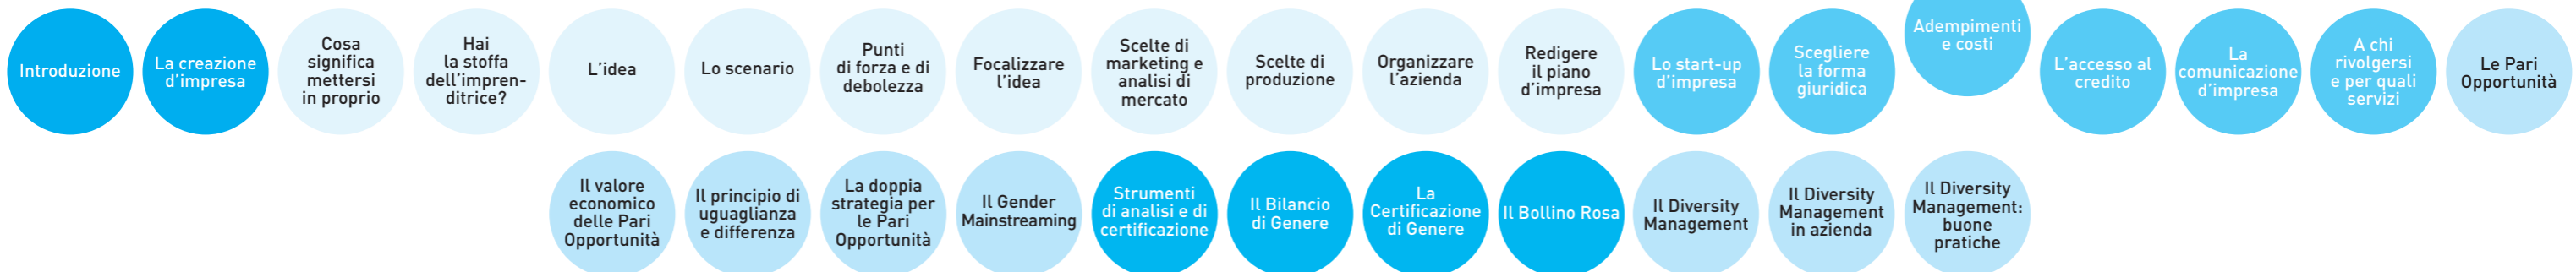 Introduzione
La creazione
d'impresa
Cosa
significa
mettersi
in proprio
Hai
la stoffa
dell'impren-
ditrice?
L'idea
Lo scenario
Punti
di forza e di
debolezza
Focalizzare
l'idea
Scelte di
marketing e
analisi di
mercato
Scelte di
produzione
Organizzare
l'azienda
Redigere
il piano
d'impresa
Lo start-up
d'impresa
Scegliere
la forma
giuridica
Adempimenti
e costi
L'accesso al
credito
La
comunicazione
d'impresa
A chi
rivolgersi
e per quali
servizi
Le Pari
Opportunità
Il valore
economico
delle Pari
Opportunità
Il principio di
uguaglianza
e differenza
La doppia
strategia per
le Pari
Opportunità
Il Gender
Mainstreaming
Strumenti
di analisi e di
certificazione
Il Bilancio
di Genere
La
Certificazione
di Genere
Il Bollino Rosa
Il Diversity
Management
Il Diversity
Management
in azienda
Il Diversity
Management:
buone
pratiche